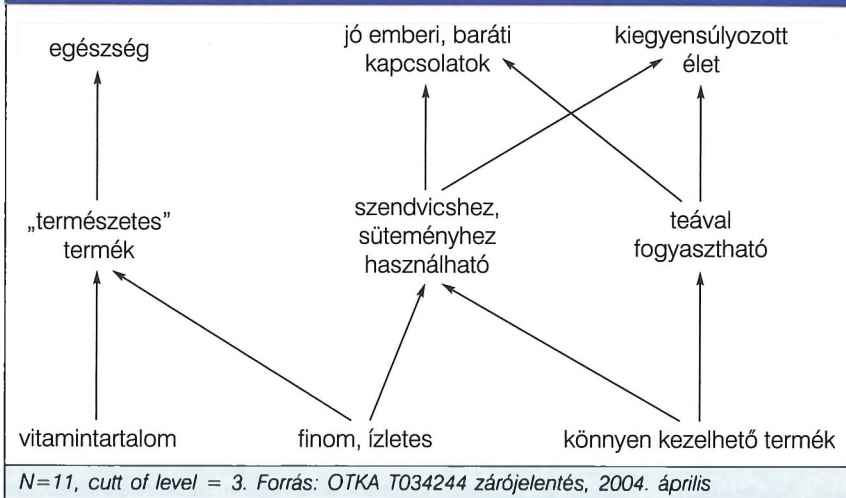 egészség
jó emberi, baráti
kapcsolatok
kiegyensúlyozott
élet
„természetes”
termék
szendvicshez,
süteményhez
használható
teával
fogyasztható
vitamintartalom
finom, ízletes
könnyen kezelhető termék
N=11, cutt of level = 3. Forrás: OTKA T034244 zárójelentés, 2004. április